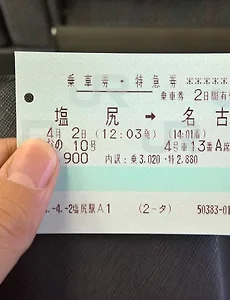 乗車券・特急券 ******
乗車券 2日間有
塩尻 → 名古
4月2日 (12:03発) (14:01着)
なの 10号 4号車13番A席
900 内訳:乗3,020・特2,880
.-4.-2塩尻駅A1 (2-タ) 50383-01